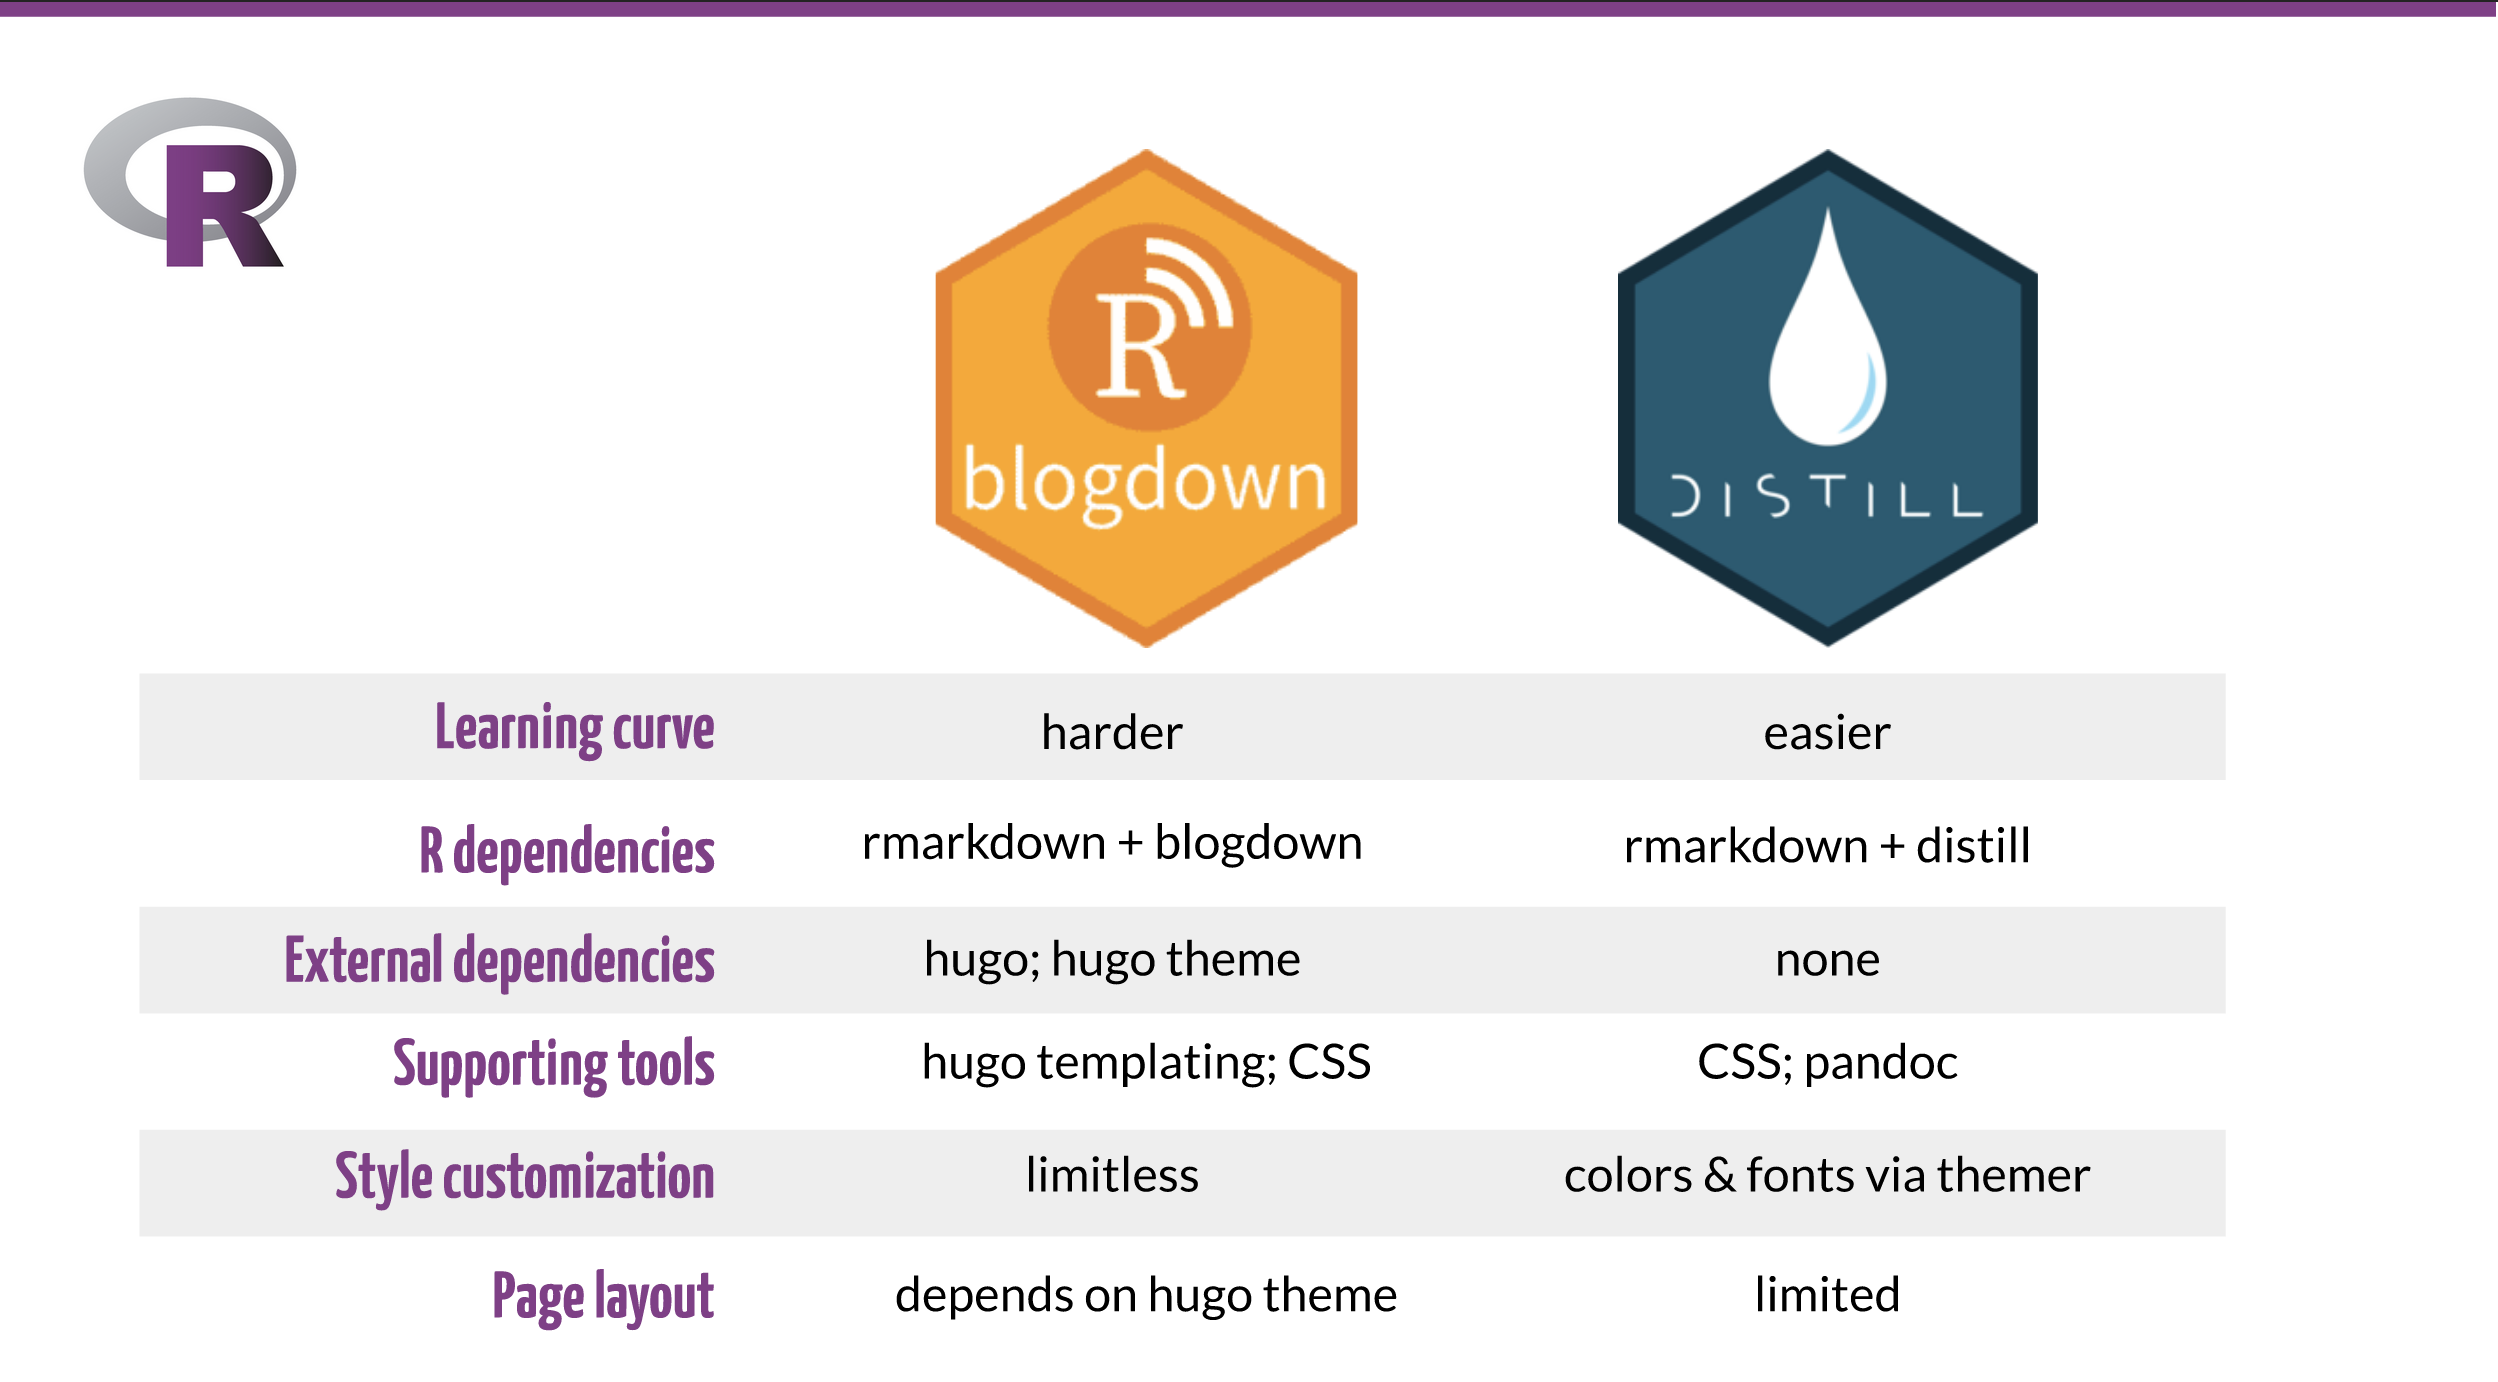 R
R
blogdown
DISTILL
Learning curve harder easier
R dependencies rmarkdown + blogdown rmarkdown + distill
External dependencies hugo; hugo theme none
Supporting tools hugo templating; CSS CSS; pandoc
Style customization limitless colors & fonts via themer
Page layout depends on hugo theme limited